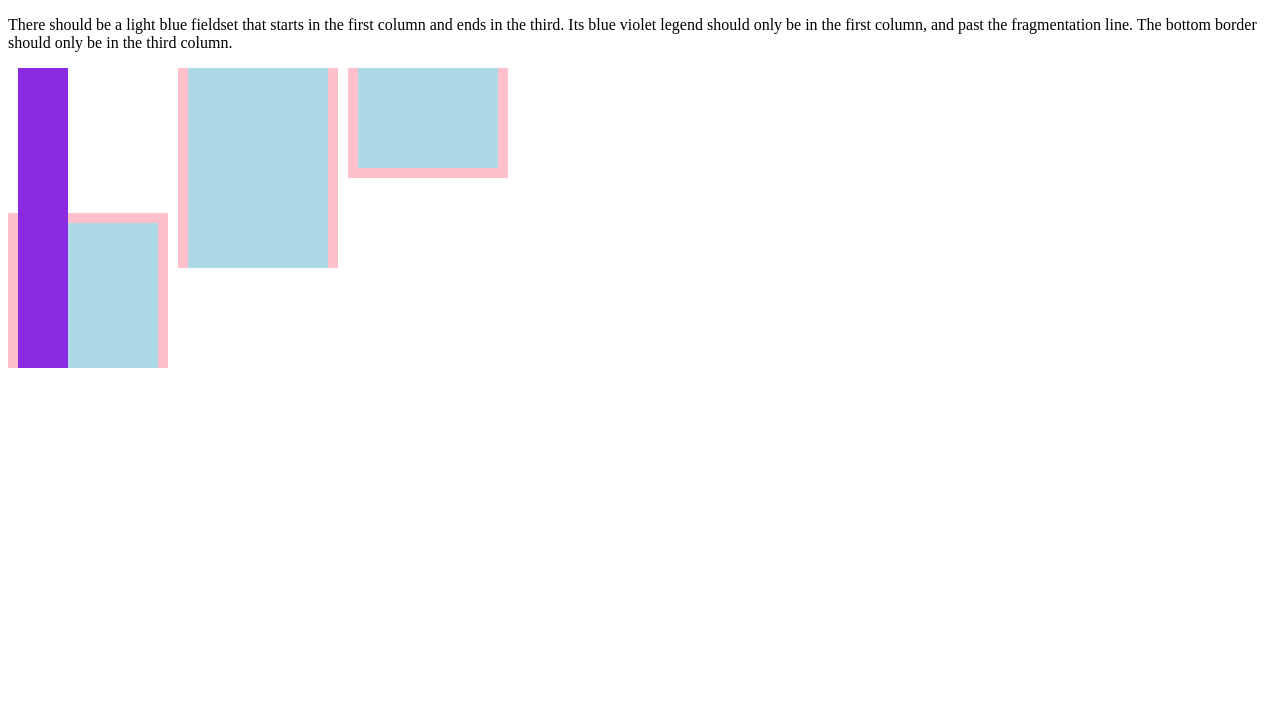 There should be a light blue fieldset that starts in the first column and ends in the third. Its blue violet legend should only be in the first column, and past the fragmentation line. The bottom border
should only be in the third column.